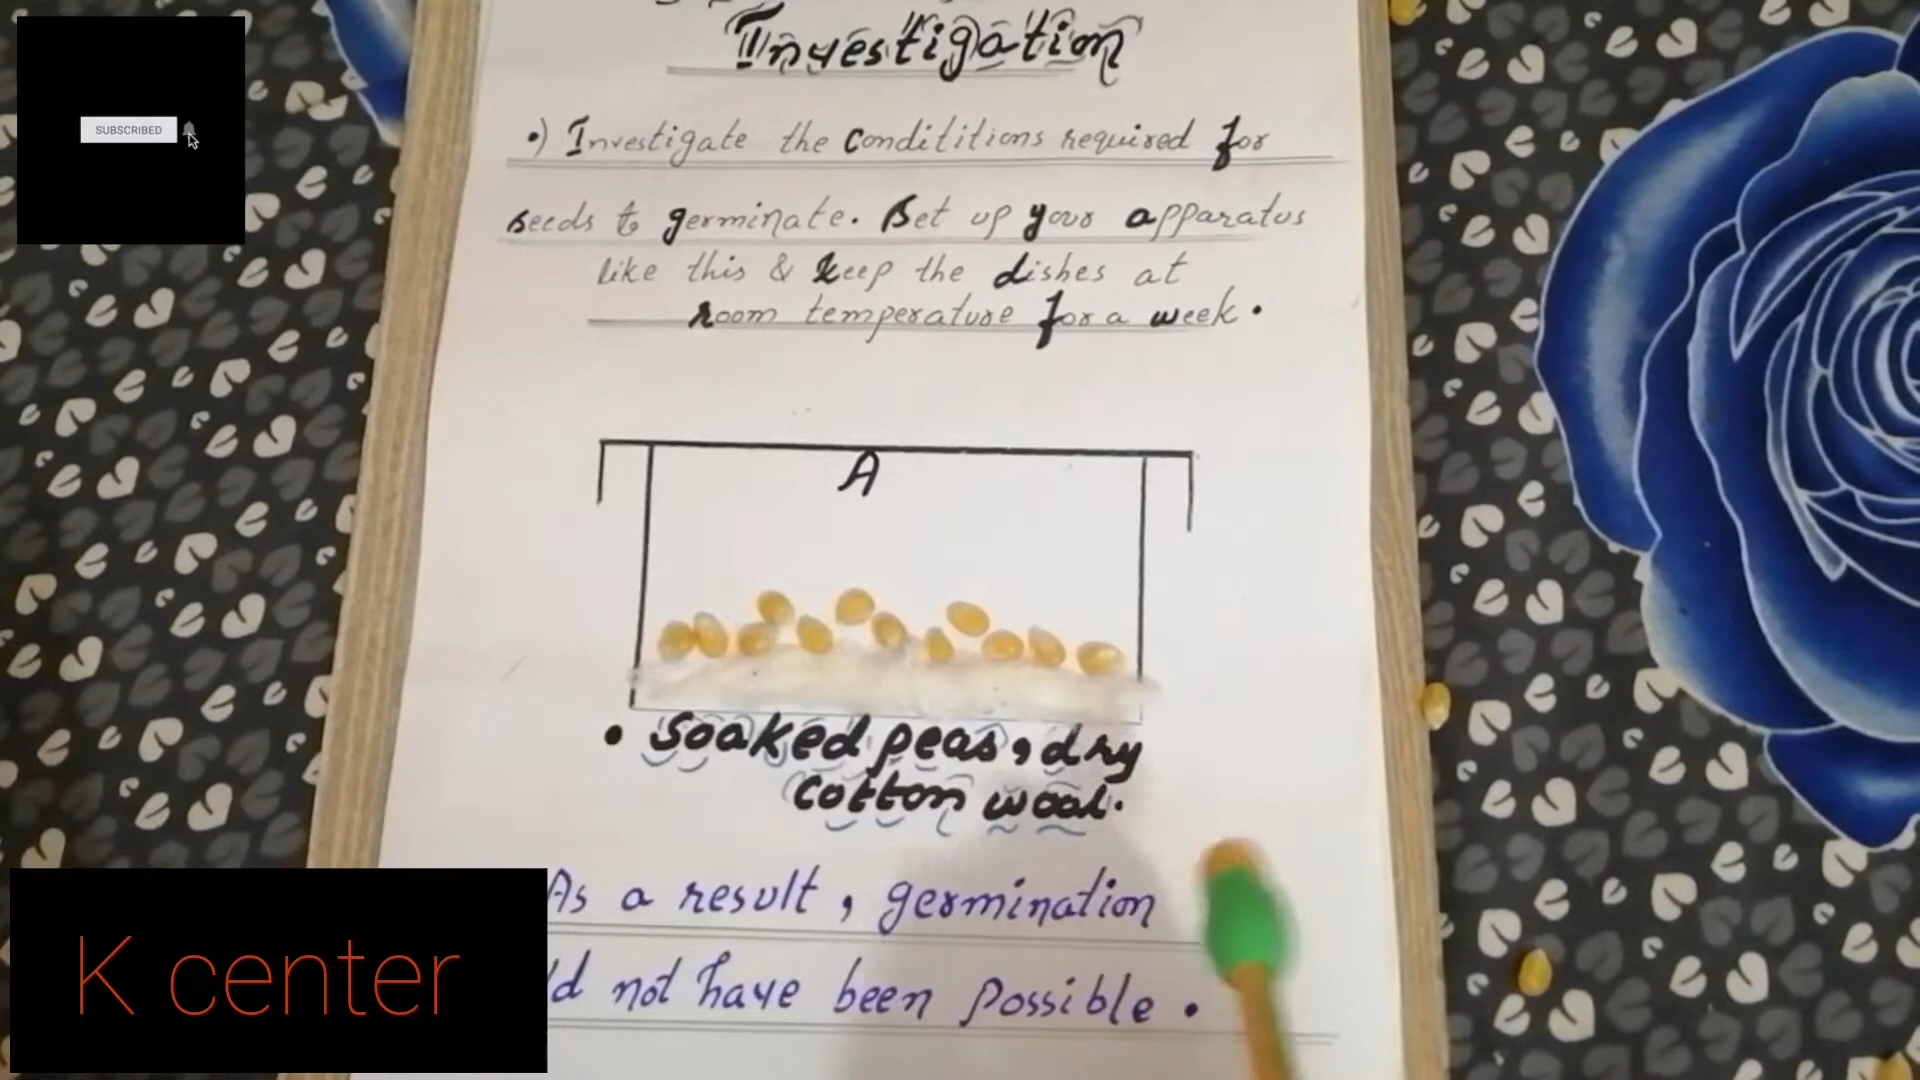 Investigation
SUBSCRIBED
•) Investigate the Condititions required for
seeds to germinate. Set up your apparatus
like this & keep the dishes at
room temperature for a week.
A
• Soaked peas, dry
cotton wool.
As a result, germination
ld not have been possible.
K center